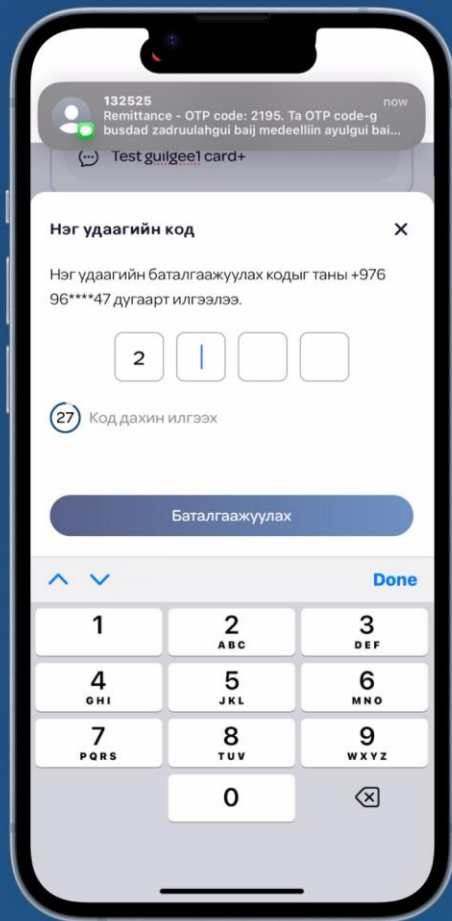 132525
now
Remittance - OTP code: 2195. Ta OTP code-g
busdad zadruulahgui baij medeelliin ayulgui bai...
Test guilgee1 card+
Нэг удаагийн код
Нэг удаагийн баталгаажуулах кодыг таны +976
96****47 дугаарт илгээлээ.
2
27 Код дахин илгээх
Баталгаажуулах
Done
1 2 3
ABC DEF
4 5 6
GHI JKL MNO
7 8 9
PQRS TUV WXYZ
0